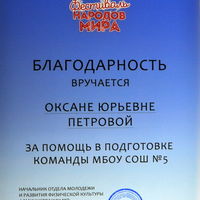 Фестиваль
НАРОДОВ
МИРА
БЛАГОДАРНОСТЬ
ВРУЧАЕТСЯ
ОКСАНЕ ЮРЬЕВНЕ
ПЕТРОВОЙ
ЗА ПОМОЩЬ В ПОДГОТОВКЕ
КОМАНДЫ МБОУ СОШ №5
НАЧАЛЬНИК ОТДЕЛА МОЛОДЕЖИ
И РАЗВИТИЯ ФИЗИЧЕСКОЙ КУЛЬТУРЫ